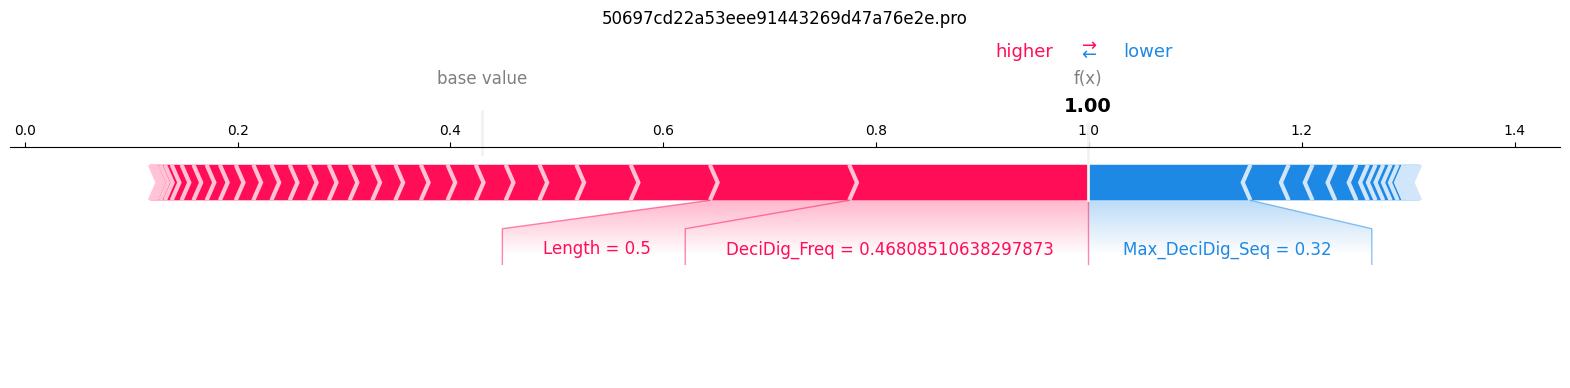 50697cd22a53eee91443269d47a76e2e.pro
higher ⇄ lower
base value f(x)
1.00
0.0 0.2 0.4 0.6 0.8 1.0 1.2 1.4
Length = 0.5 DeciDig_Freq = 0.46808510638297873 Max_DeciDig_Seq = 0.32